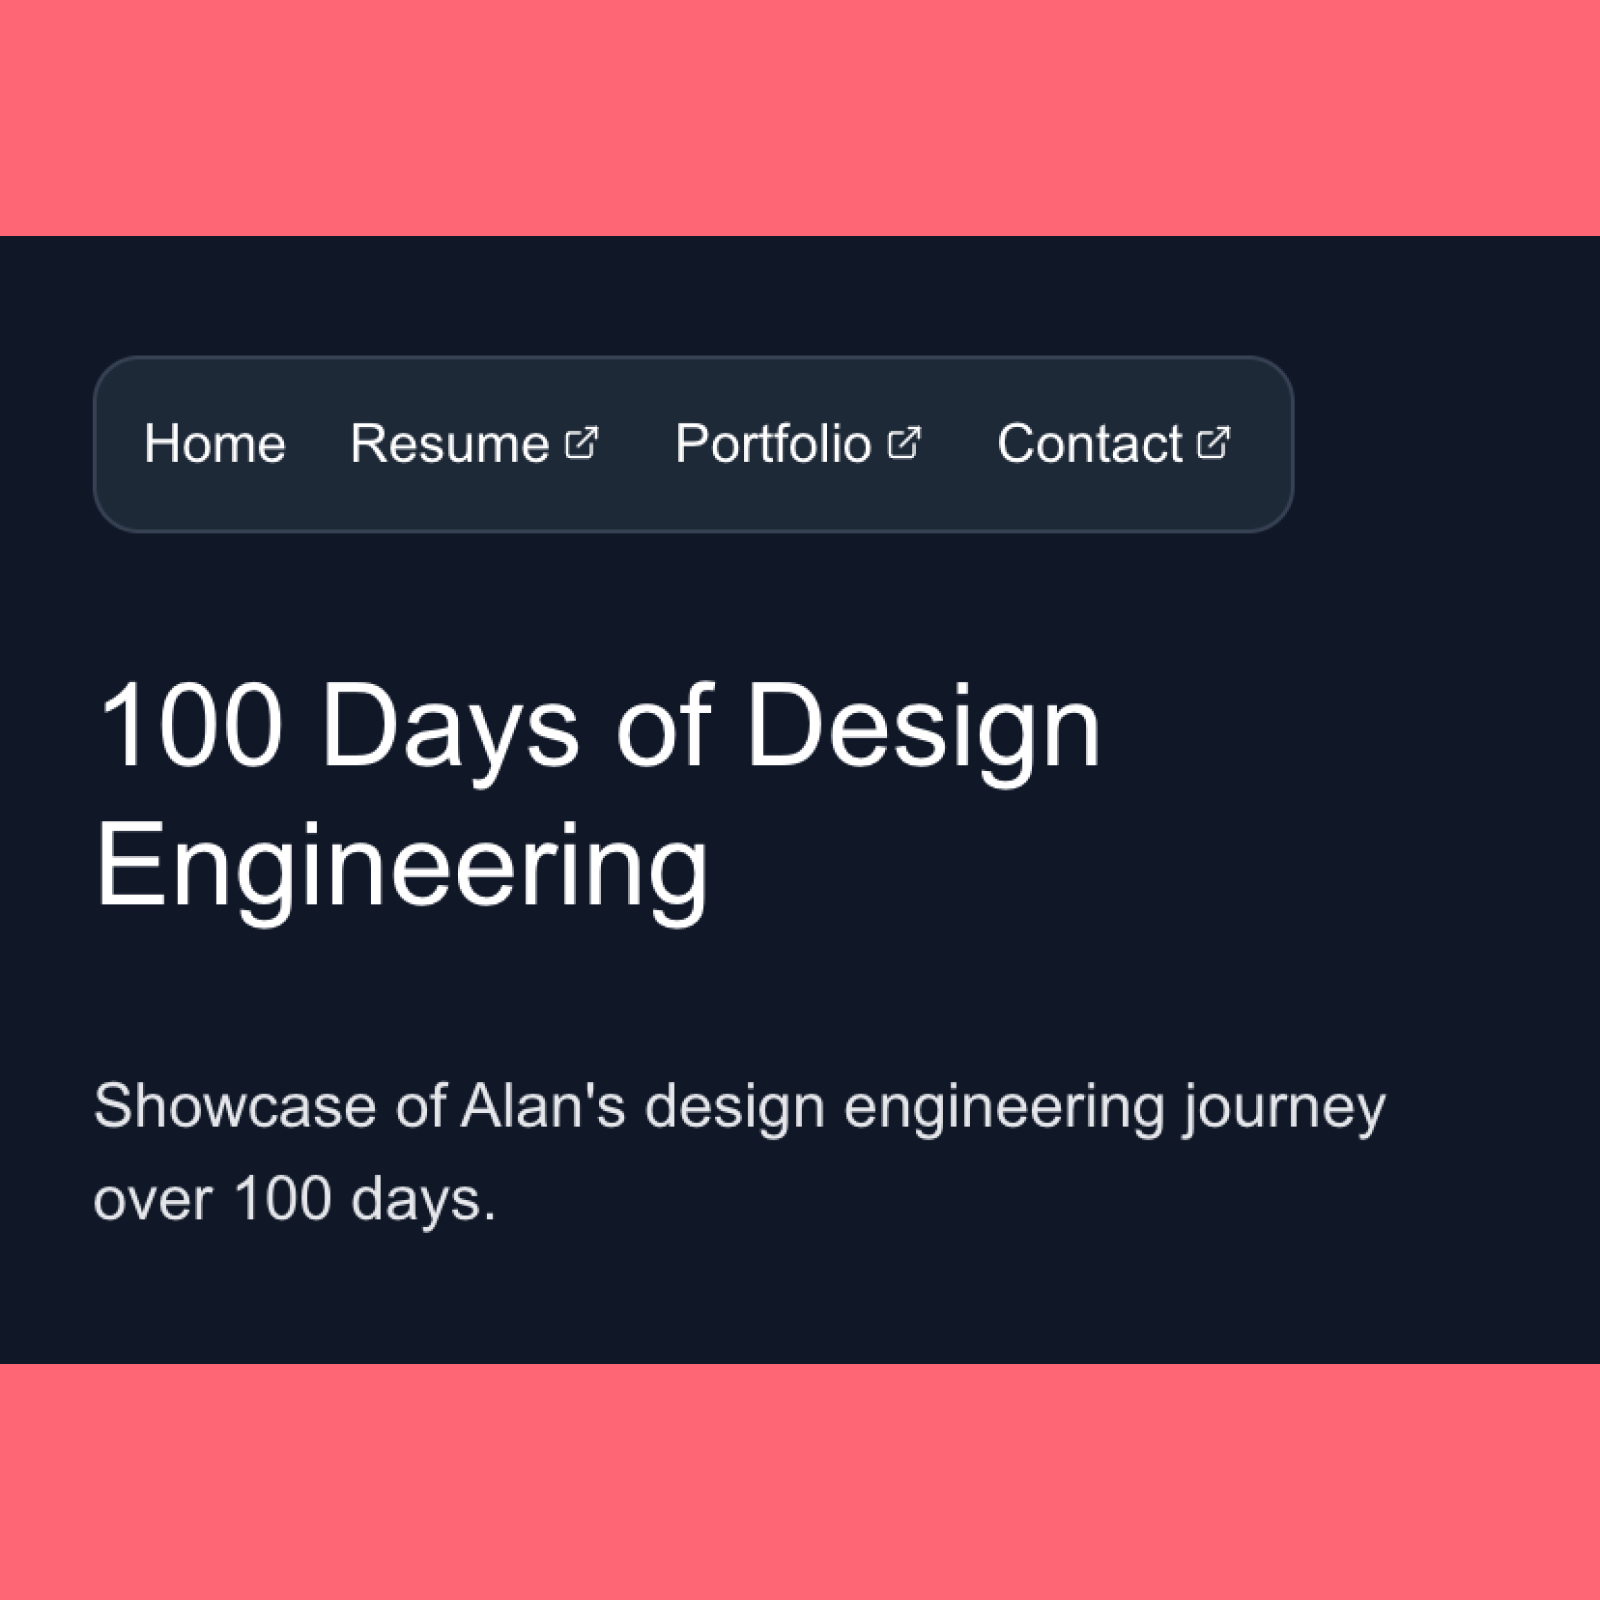 Home Resume Portfolio Contact
100 Days of Design
Engineering
Showcase of Alan's design engineering journey
over 100 days.